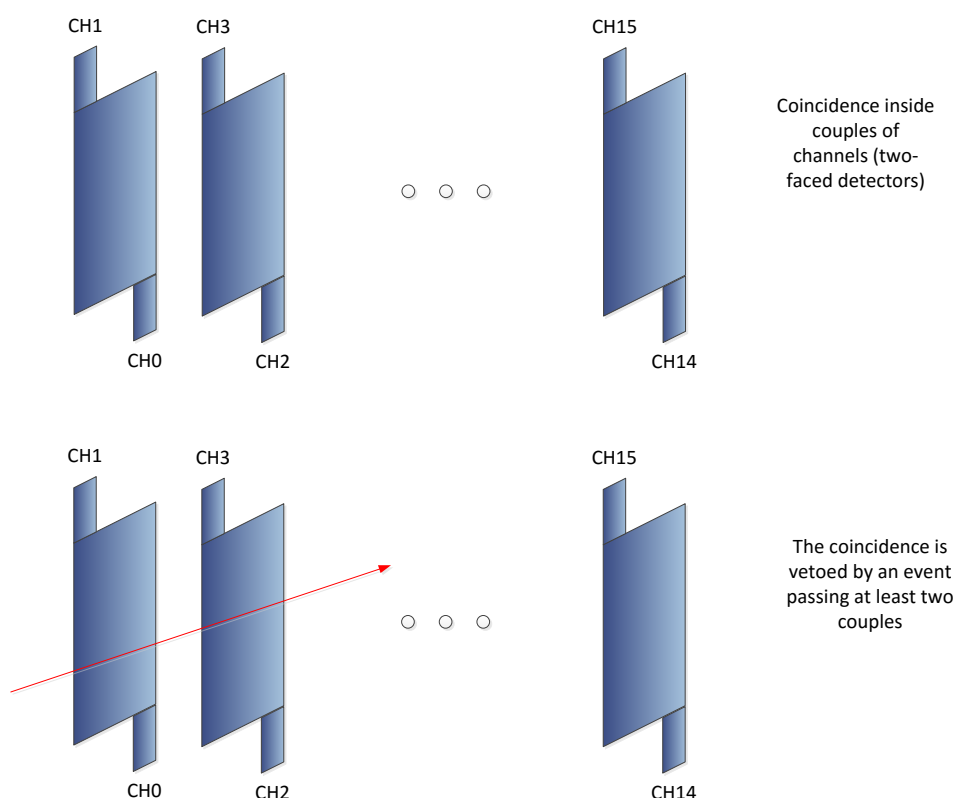 CH1 CH3 CH15
Coincidence inside
couples of
channels (two-
faced detectors)
CH0 CH2 CH14
CH1 CH3 CH15
The coincidence is
vetoed by an event
passing at least two
couples
CH0 CH2 CH14